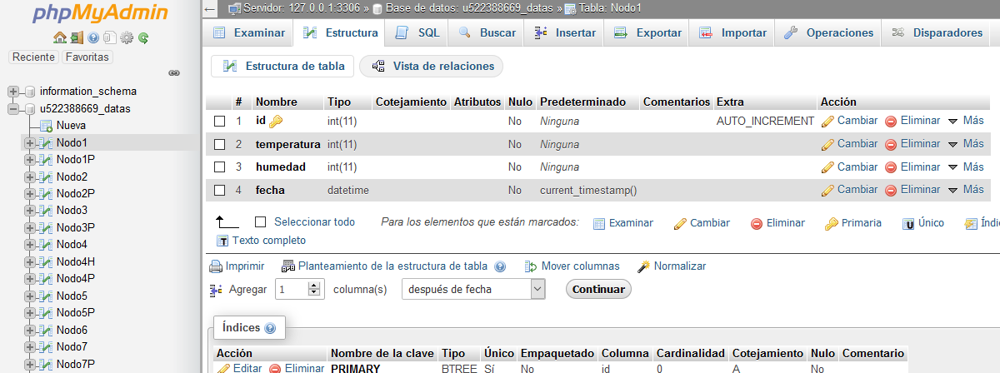 phpMyAdmin
Reciente Favoritas
information_schema
u522388669_datas
Nueva
Nodo1
Nodo1P
Nodo2
Nodo2P
Nodo3
Nodo3P
Nodo4
Nodo4H
Nodo4P
Nodo5
Nodo5P
Nodo6
Nodo7
Nodo7P
Servidor: 127.0.0.1:3306 » Base de datos: u522388669_datas » Tabla: Nodo1
Examinar Estructura SQL Buscar Insertar Exportar Importar Operaciones Disparadores
Estructura de tabla Vista de relaciones
# Nombre Tipo Cotejamiento Atributos Nulo Predeterminado Comentarios Extra Acción
1 id int(11) No Ninguna AUTO_INCREMENT Cambiar Eliminar Más
2 temperatura int(11) No Ninguna Cambiar Eliminar Más
3 humedad int(11) No Ninguna Cambiar Eliminar Más
4 fecha datetime No current_timestamp() Cambiar Eliminar Más
Seleccionar todo Para los elementos que están marcados: Examinar Cambiar Eliminar Primaria Único Índi
Texto completo
Imprimir Planteamiento de la estructura de tabla Mover columnas Normalizar
Agregar 1 columna(s) después de fecha Continuar
Índices
Acción Nombre de la clave Tipo Único Empaquetado Columna Cardinalidad Cotejamiento Nulo Comentario
Editar Eliminar PRIMARY BTREE Sí No id 0 A No